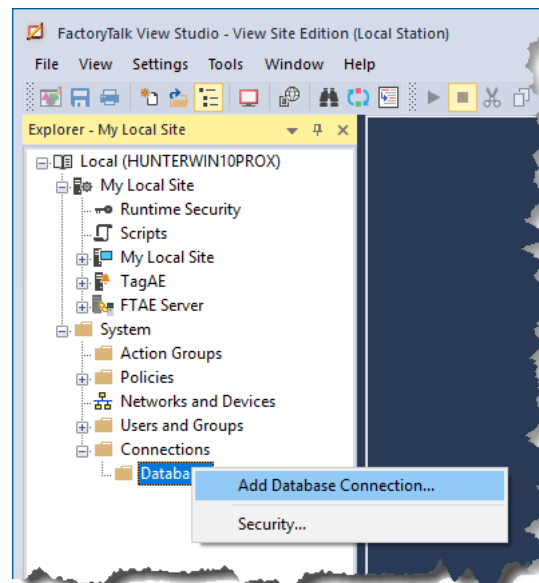 FactoryTalk View Studio - View Site Edition (Local Station)
File View Settings Tools Window Help
Explorer - My Local Site
Local (HUNTERWIN10PROX)
My Local Site
Runtime Security
Scripts
My Local Site
TagAE
FTAE Server
System
Action Groups
Policies
Networks and Devices
Users and Groups
Connections
Databa
Add Database Connection...
Security...